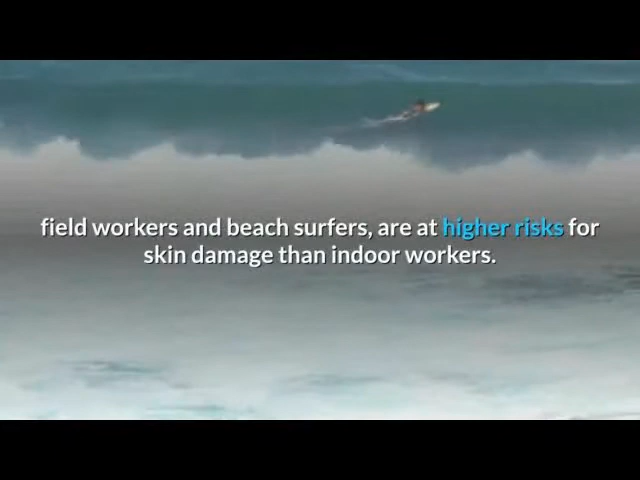 field workers and beach surfers, are at higher risks for
skin damage than indoor workers.